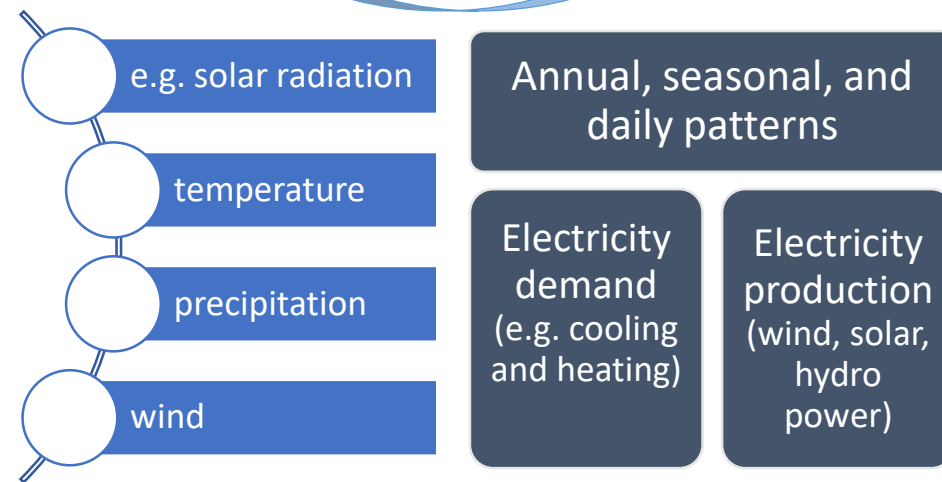 e.g. solar radiation
temperature
precipitation
wind
Annual, seasonal, and
daily patterns
Electricity
demand
(e.g. cooling
and heating)
Electricity
production
(wind, solar,
hydro
power)